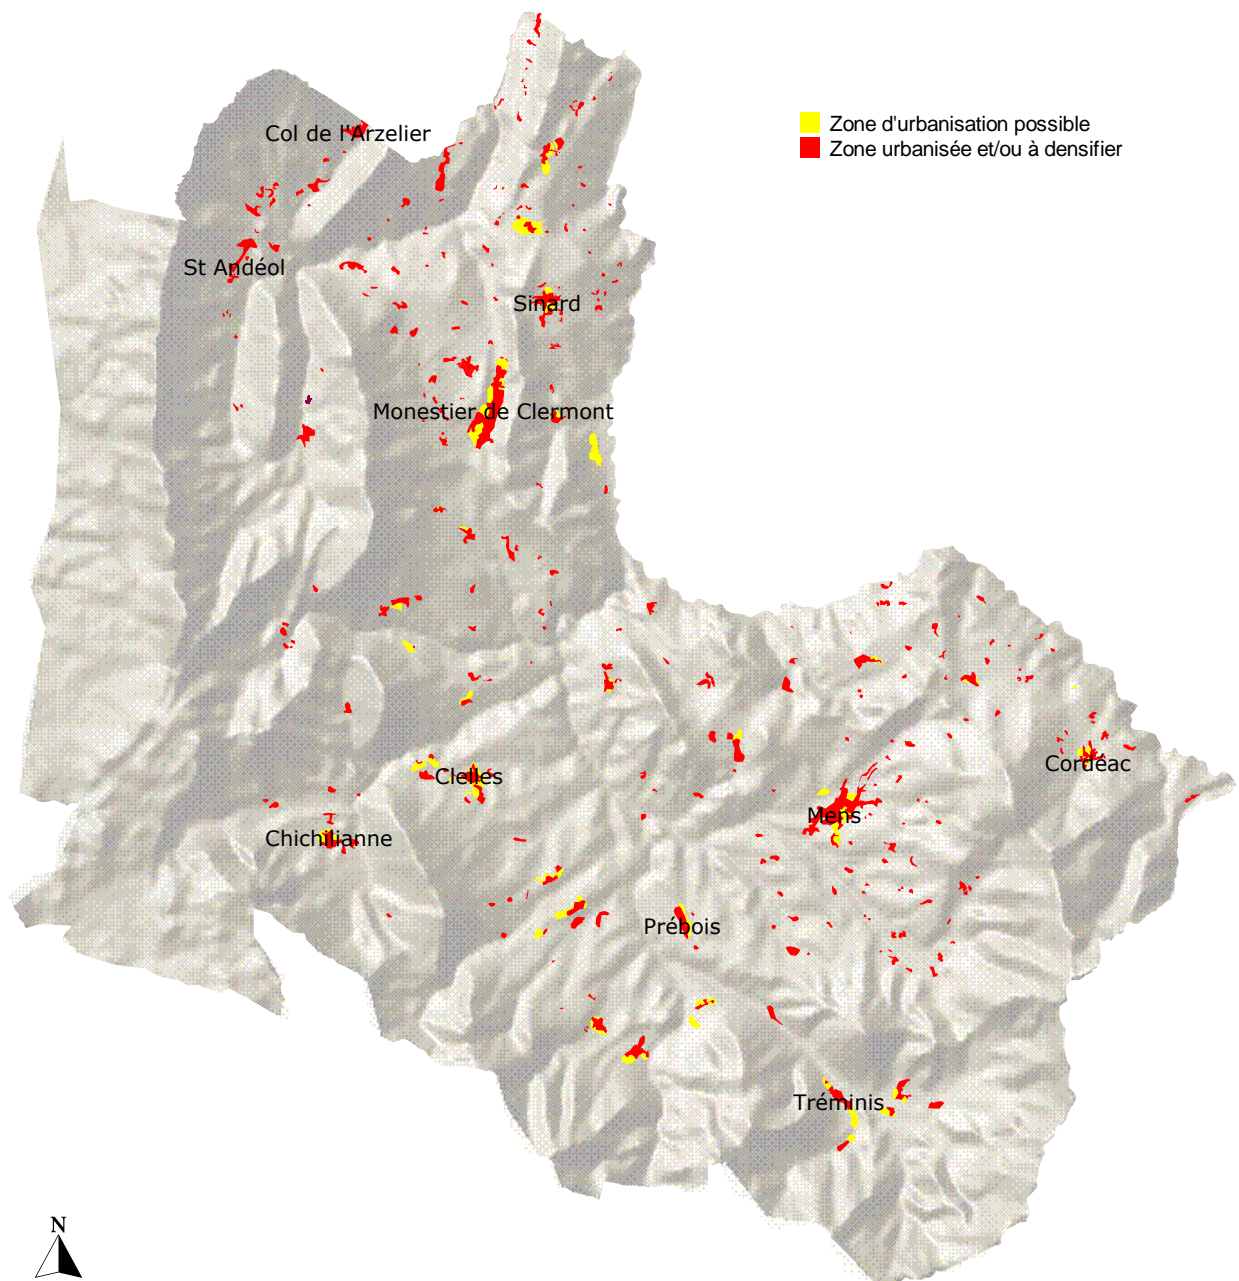 Zone d'urbanisation possible
Zone urbanisée et/ou à densifier
Col de l'Arzelier
St Andéol
Sinard
Monestier de Clermont
Clelles
Cordéac
Mens
Chichilianne
Prébois
Tréminis
N